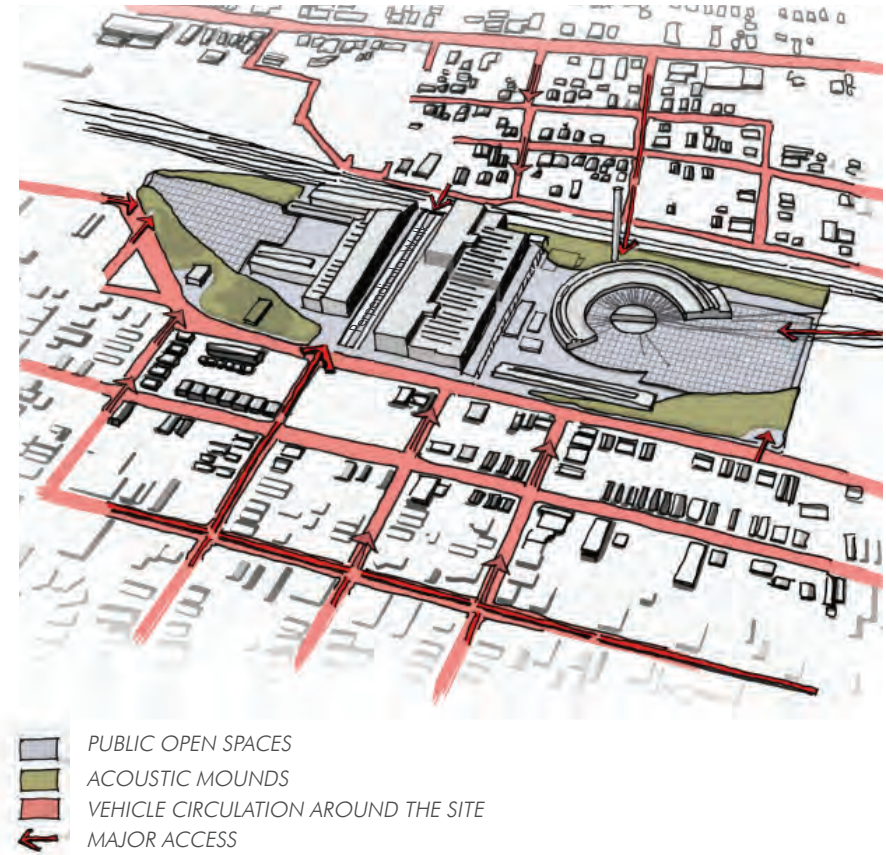 PUBLIC OPEN SPACES
ACOUSTIC MOUNDS
VEHICLE CIRCULATION AROUND THE SITE
MAJOR ACCESS